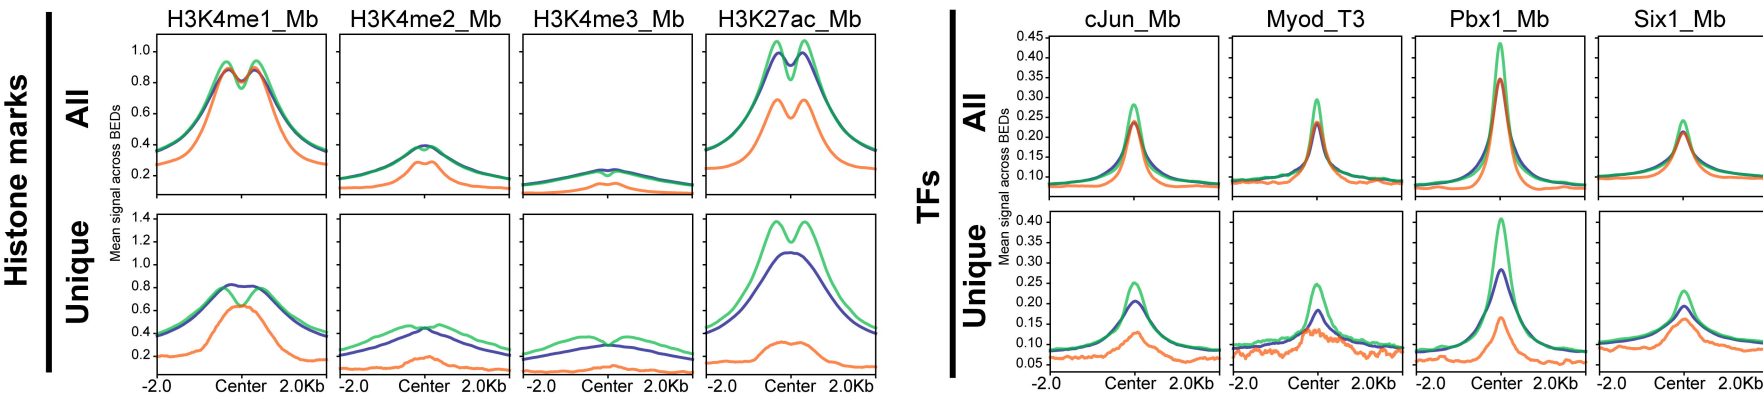 H3K4me1_Mb H3K4me2_Mb H3K4me3_Mb H3K27ac_Mb
Histone marks
All
Unique
Mean signal across BEDs
1.0
0.8
0.6
0.4
0.2
1.4
1.2
1.0
0.8
0.6
0.4
0.2
-2.0 Center 2.0Kb -2.0 Center 2.0Kb -2.0 Center 2.0Kb -2.0 Center 2.0Kb
cJun_Mb Myod_T3 Pbx1_Mb Six1_Mb
TFs
All
Unique
Mean signal across BEDs
0.45
0.40
0.35
0.30
0.25
0.20
0.15
0.10
0.40
0.35
0.30
0.25
0.20
0.15
0.10
0.05
-2.0 Center 2.0Kb -2.0 Center 2.0Kb -2.0 Center 2.0Kb -2.0 Center 2.0Kb